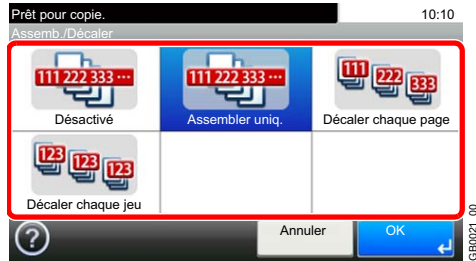 Prêt pour copie.
10:10
Assemb./Décaler
111 222 333 ···
111 222 333 ···
111 222 333
Désactivé
Assembler uniq.
Décaler chaque page
123 123 123
Décaler chaque jeu
?
Annuler
OK
GB0021_00